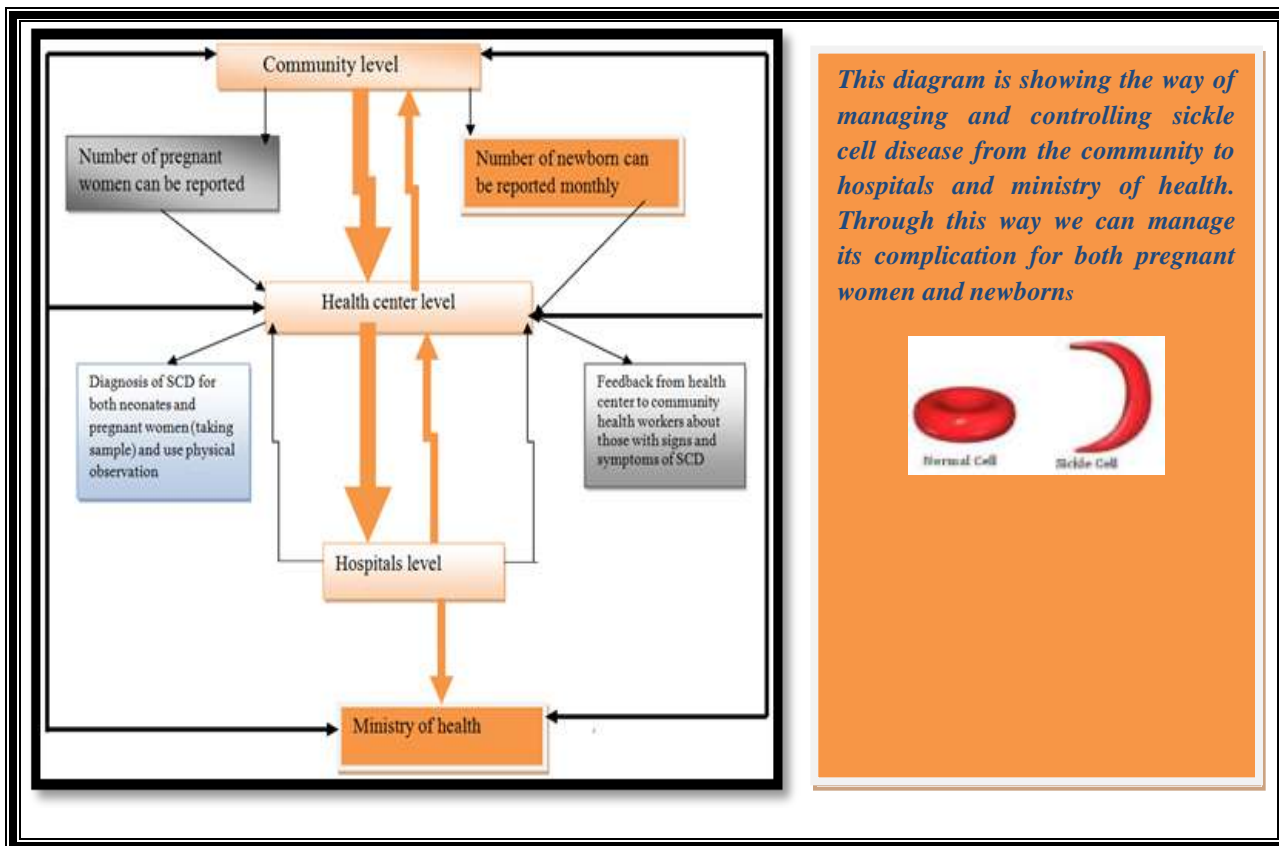 Community level
Number of pregnant
women can be reported
Number of newborn can
be reported monthly
Health center level
Diagnosis of SCD for
both neonates and
pregnant women (taking
sample) and use physical
observation
Feedback from health
center to community
health workers about
those with signs and
symptoms of SCD
Hospitals level
Ministry of health
This diagram is showing the way of
managing and controlling sickle
cell disease from the community to
hospitals and ministry of health.
Through this way we can manage
its complication for both pregnant
women and newborns
Normal Cell
Sickle Cell